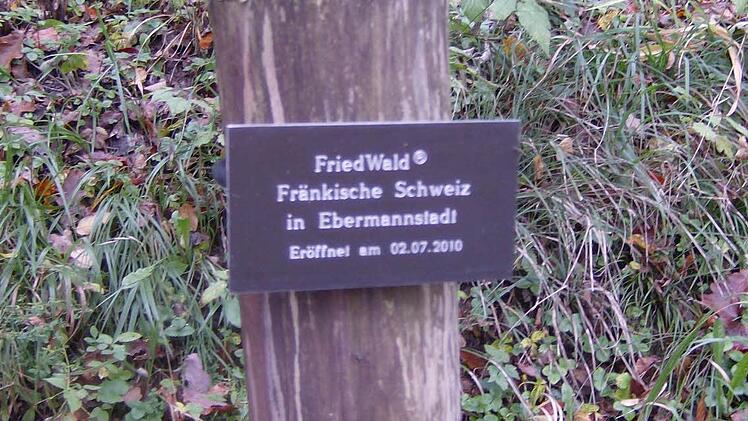 FriedWald®
Fränkische Schweiz
in Ebermannstadt
Eröffnet am 02.07.2010